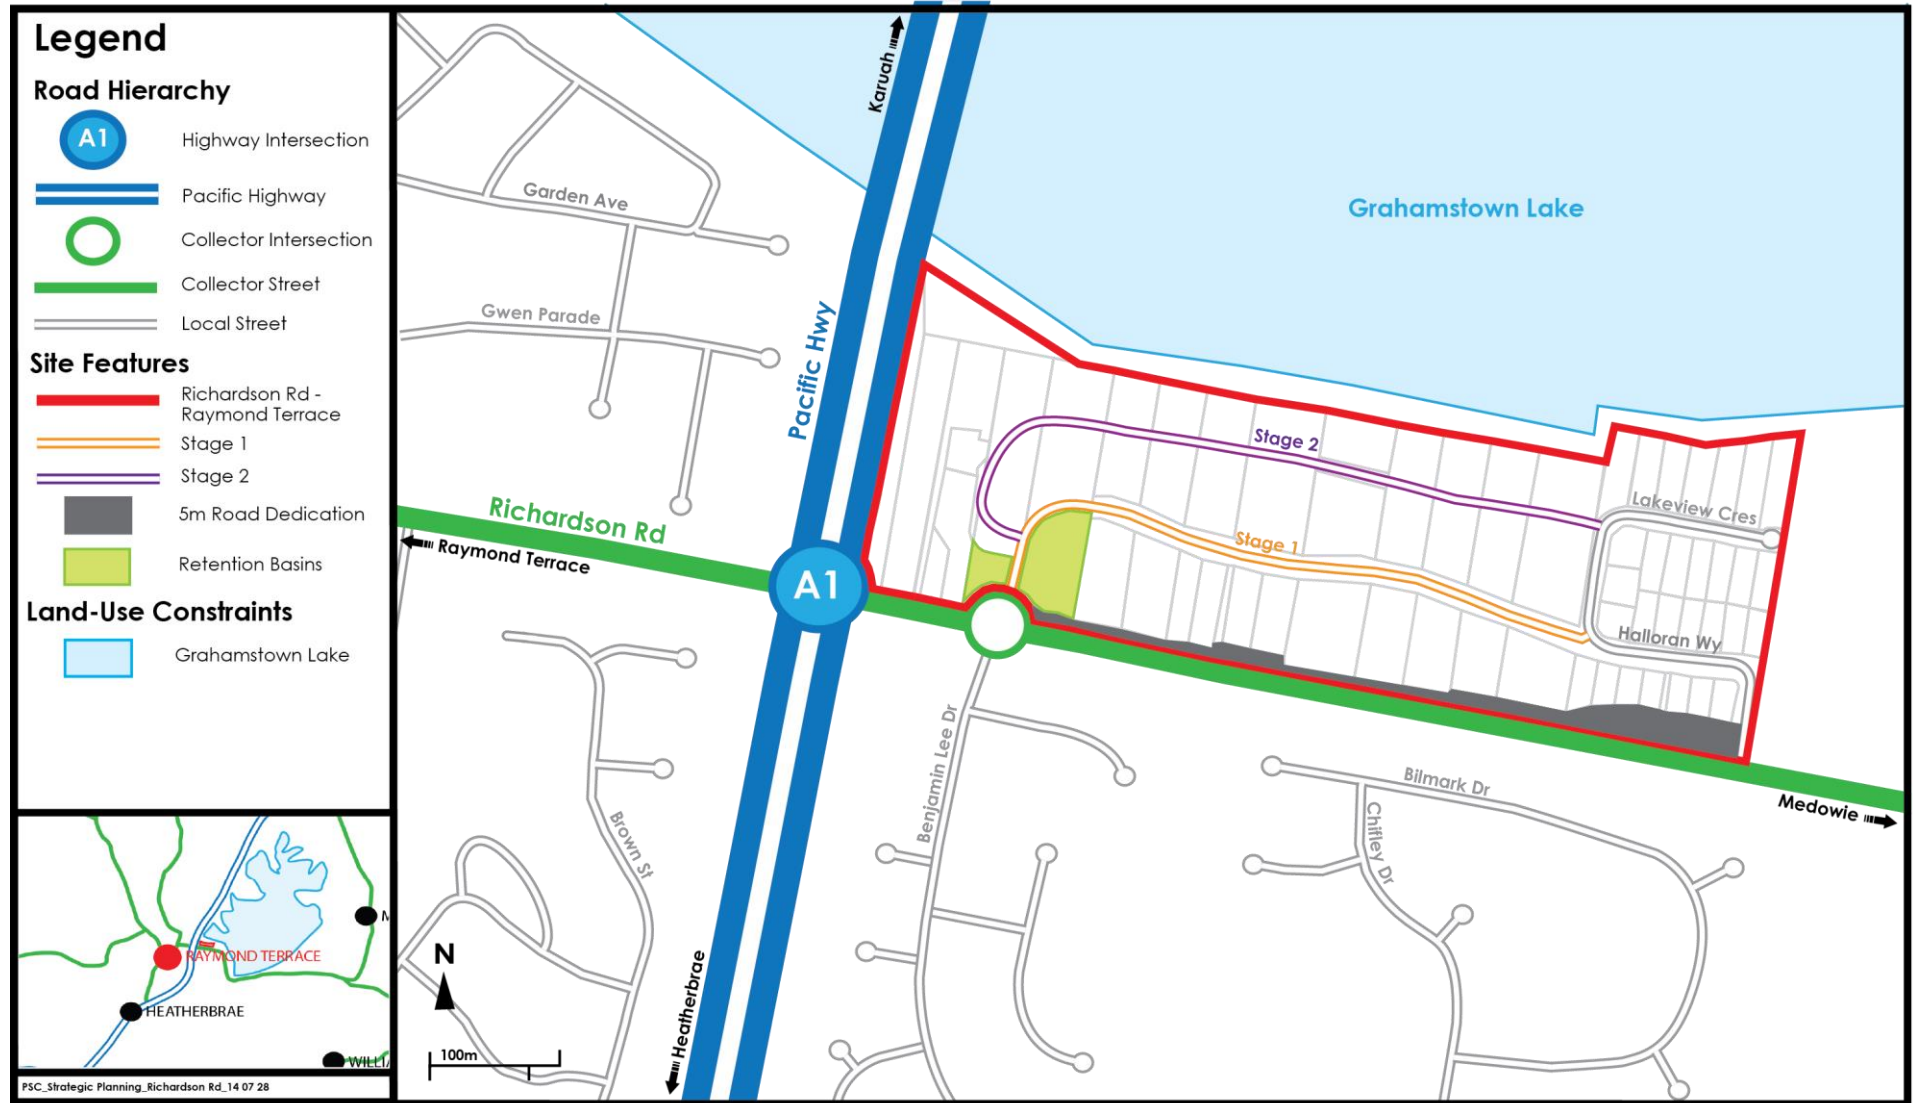 Legend
Road Hierarchy
A1
Highway Intersection
Pacific Highway
Collector Intersection
Collector Street
Local Street
Site Features
Richardson Rd -
Raymond Terrace
Stage 1
Stage 2
5m Road Dedication
Retention Basins
Land-Use Constraints
Grahamstown Lake
RAYMOND TERRACE
HEATHERBRAE
M
WILLI
PSC_Strategic Planning_Richardson Rd_14 07 28
Karuah
Grahamstown Lake
Garden Ave
Gwen Parade
Pacific Hwy
Stage 2
Richardson Rd
Raymond Terrace
Lakeview Cres
Stage 1
A1
Halloran Wy
Benjamin Lee Dr
Bilmark Dr
Medowie
Chifley Dr
Brown St
N
Heatherbrae
100m